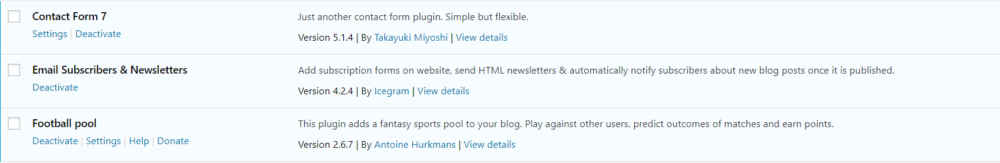 Contact Form 7
Just another contact form plugin. Simple but flexible.
Settings | Deactivate
Version 5.1.4 | By Takayuki Miyoshi | View details
Email Subscribers & Newsletters
Add subscription forms on website, send HTML newsletters & automatically notify subscribers about new blog posts once it is published.
Deactivate
Version 4.2.4 | By Icegram | View details
Football pool
This plugin adds a fantasy sports pool to your blog. Play against other users, predict outcomes of matches and earn points.
Deactivate | Settings | Help | Donate
Version 2.6.7 | By Antoine Hurkmans | View details